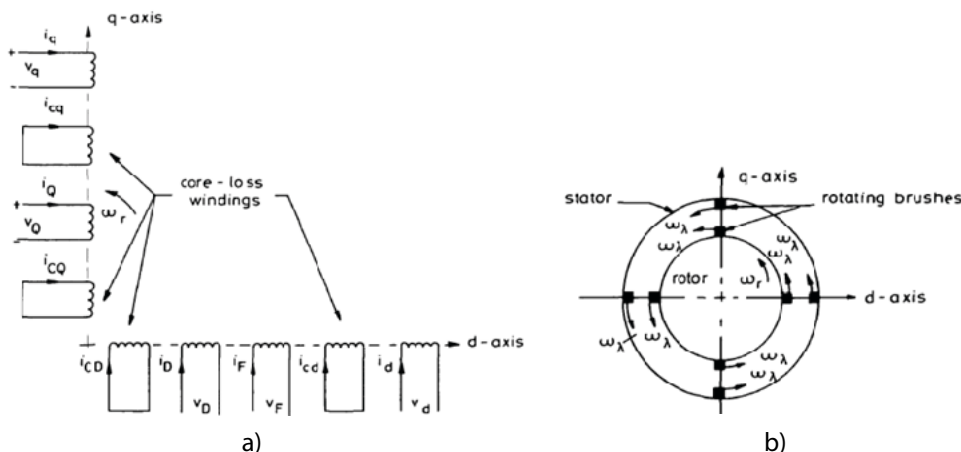 q-axis
i_q
+
v_q
−
i_cq
i_Q
+
v_Q
−
i_CQ
ω_r
core-loss
windings
i_CD
i_D
v_D
i_F
v_F
i_cd
i_d
v_d
d-axis
a)
q-axis
stator
rotating brushes
ω_λ
ω_λ
ω_λ
ω_λ
rotor
ω_r
d-axis
ω_λ
ω_λ
ω_λ
ω_λ
b)